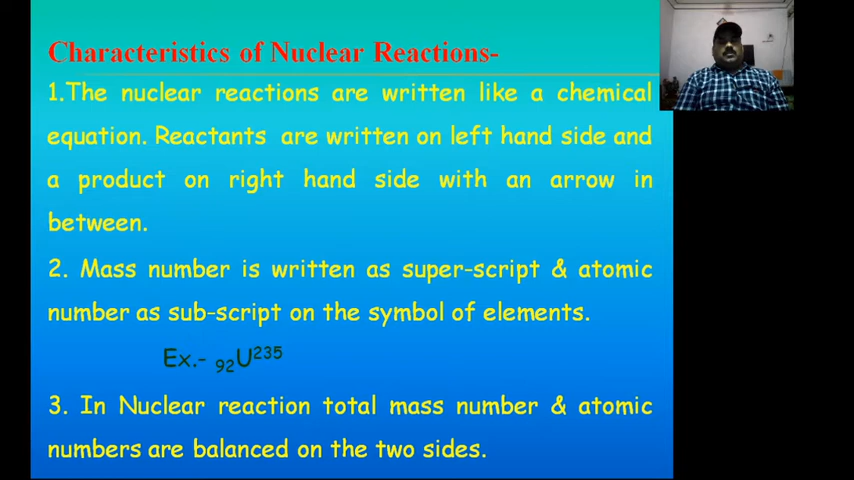 Characteristics of Nuclear Reactions-
1.The nuclear reactions are written like a chemical
equation. Reactants are written on left hand side and
a product on right hand side with an arrow in
between.
2. Mass number is written as super-script & atomic
number as sub-script on the symbol of elements.
Ex.- ₉₂U²³⁵
3. In Nuclear reaction total mass number & atomic
numbers are balanced on the two sides.